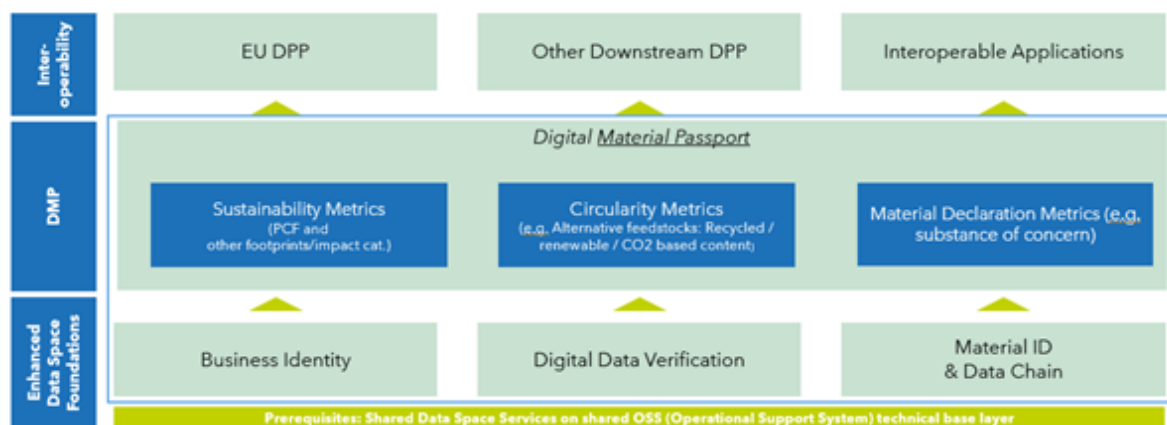 Inter-
operability
EU DPP
Other Downstream DPP
Interoperable Applications
DMP
Digital Material Passport
Sustainability Metrics
(PCF and
other footprints/impact cat.)
Circularity Metrics
(e.g. Alternative feedstocks: Recycled /
renewable / CO2 based content)
Material Declaration Metrics (e.g.
substance of concern)
Enhanced
Data Space
Foundations
Business Identity
Digital Data Verification
Material ID
& Data Chain
Prerequisites: Shared Data Space Services on shared OSS (Operational Support System) technical base layer